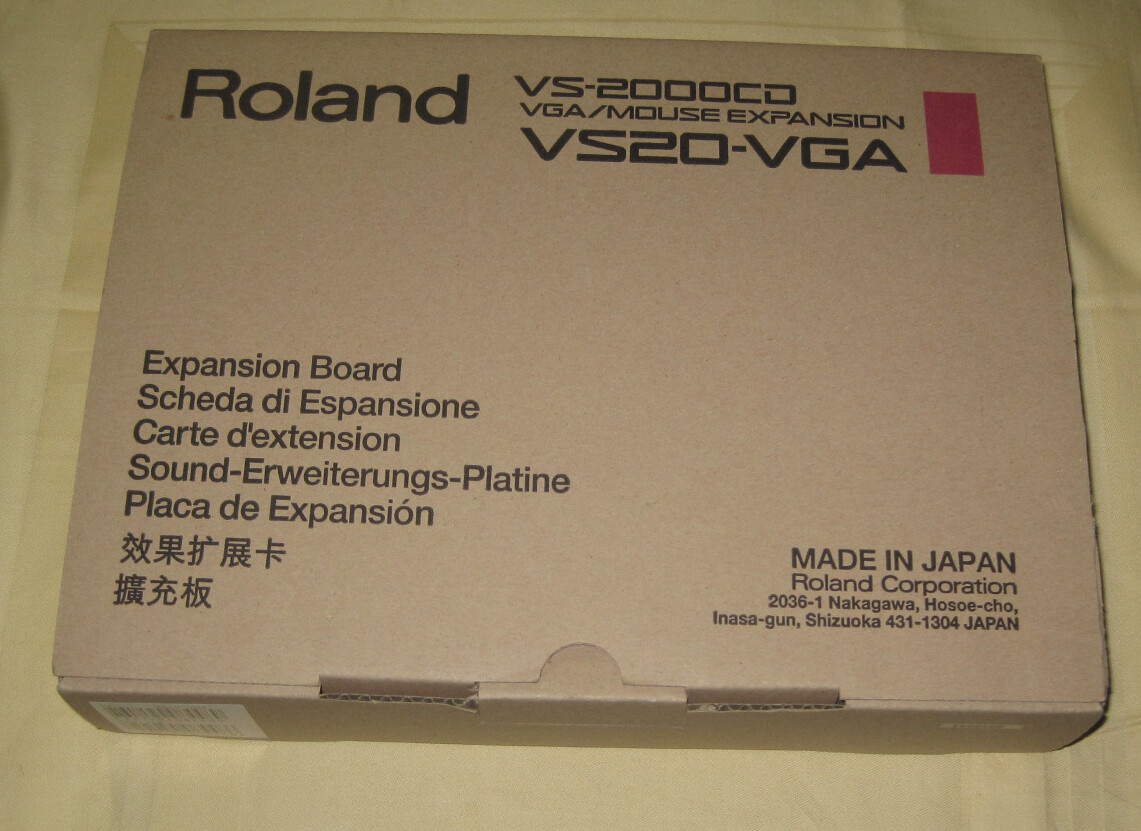 Roland
VS-2000CD
VGA/MOUSE EXPANSION
VS20-VGA
Expansion Board
Scheda di Espansione
Carte d'extension
Sound-Erweiterungs-Platine
Placa de Expansión
效果扩展卡
擴充板
MADE IN JAPAN
Roland Corporation
2036-1 Nakagawa, Hosoe-cho,
Inasa-gun, Shizuoka 431-1304 JAPAN